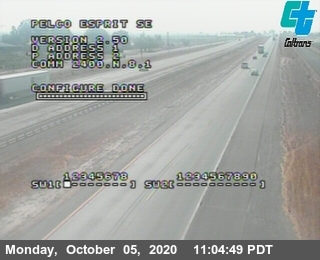 PELCO ESPRIT SE
Caltrans
VERSION 2.50
D ADDRESS 1
P ADDRESS 1
COMM 2400,N,8,1
CONFIGURE DONE
12345678 1234567890
SW1[■-------] SW2[----------]
Monday, October 05, 2020 11:04:49 PDT